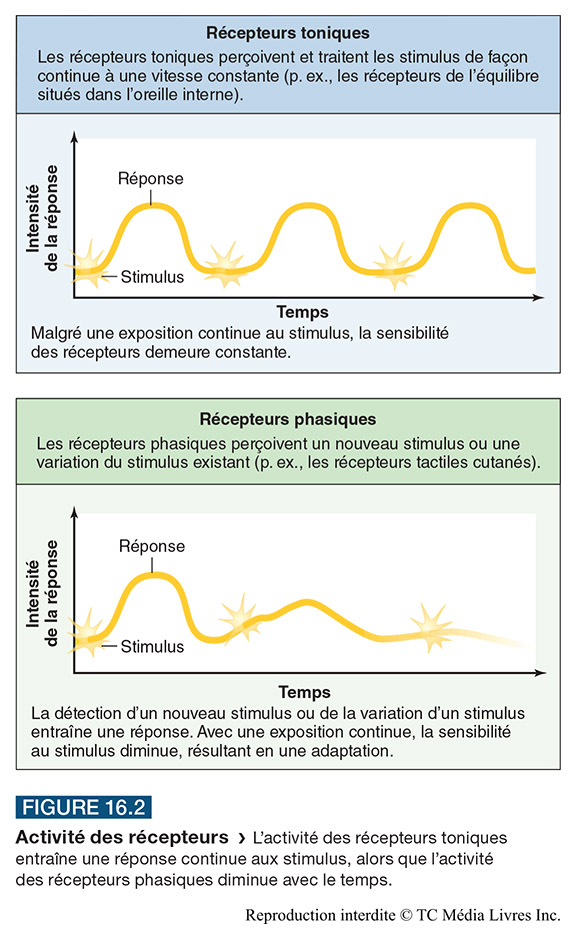 Récepteurs toniques
Les récepteurs toniques perçoivent et traitent les stimulus de façon
continue à une vitesse constante (p. ex., les récepteurs de l'équilibre
situés dans l'oreille interne).
Intensité
de la réponse
Réponse
Stimulus
Temps
Malgré une exposition continue au stimulus, la sensibilité
des récepteurs demeure constante.
Récepteurs phasiques
Les récepteurs phasiques perçoivent un nouveau stimulus ou une
variation du stimulus existant (p. ex., les récepteurs tactiles cutanés).
Intensité
de la réponse
Réponse
Stimulus
Temps
La détection d'un nouveau stimulus ou de la variation d'un stimulus
entraîne une réponse. Avec une exposition continue, la sensibilité
au stimulus diminue, résultant en une adaptation.
FIGURE 16.2
Activité des récepteurs › L'activité des récepteurs toniques
entraîne une réponse continue aux stimulus, alors que l'activité
des récepteurs phasiques diminue avec le temps.
Reproduction interdite © TC Média Livres Inc.